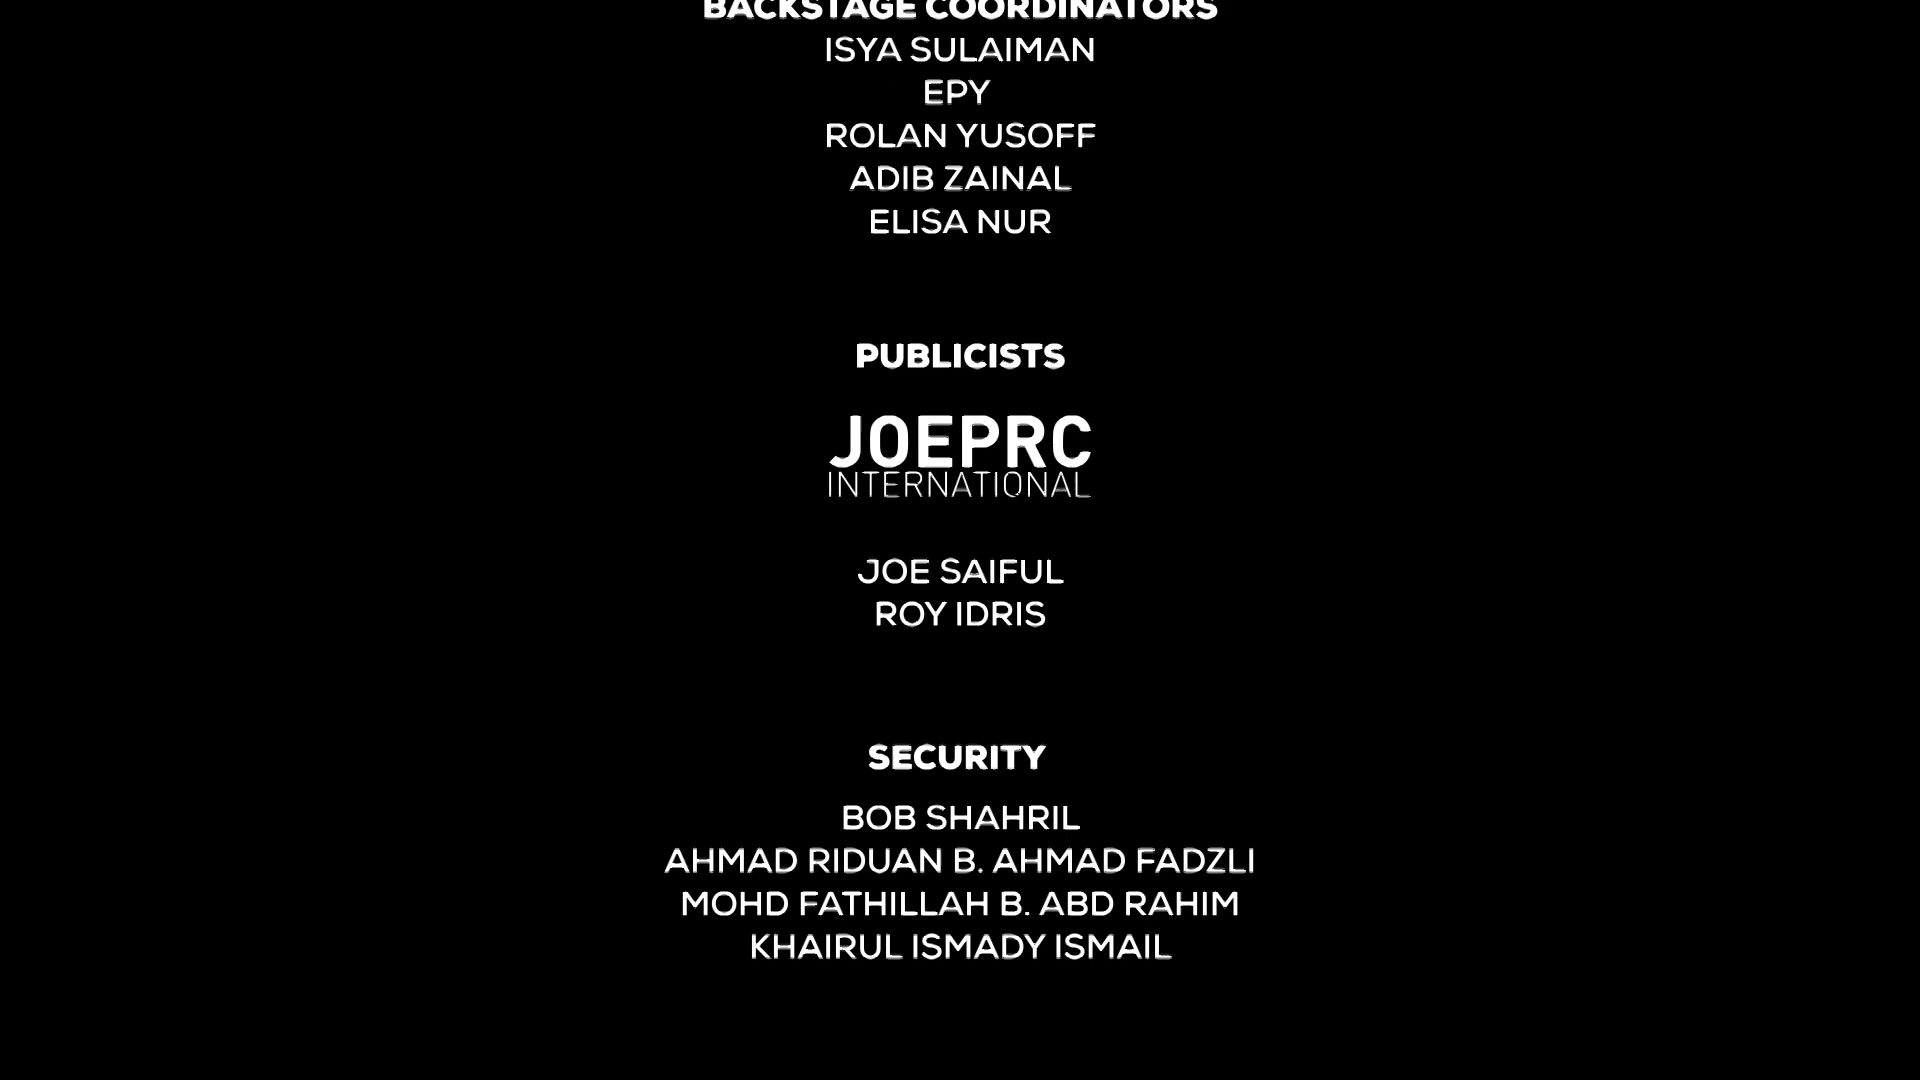 BACKSTAGE COORDINATORS
ISYA SULAIMAN
EPY
ROLAN YUSOFF
ADIB ZAINAL
ELISA NUR
PUBLICISTS
JOEPRC
INTERNATIONAL
JOE SAIFUL
ROY IDRIS
SECURITY
BOB SHAHRIL
AHMAD RIDUAN B. AHMAD FADZLI
MOHD FATHILLAH B. ABD RAHIM
KHAIRUL ISMADY ISMAIL